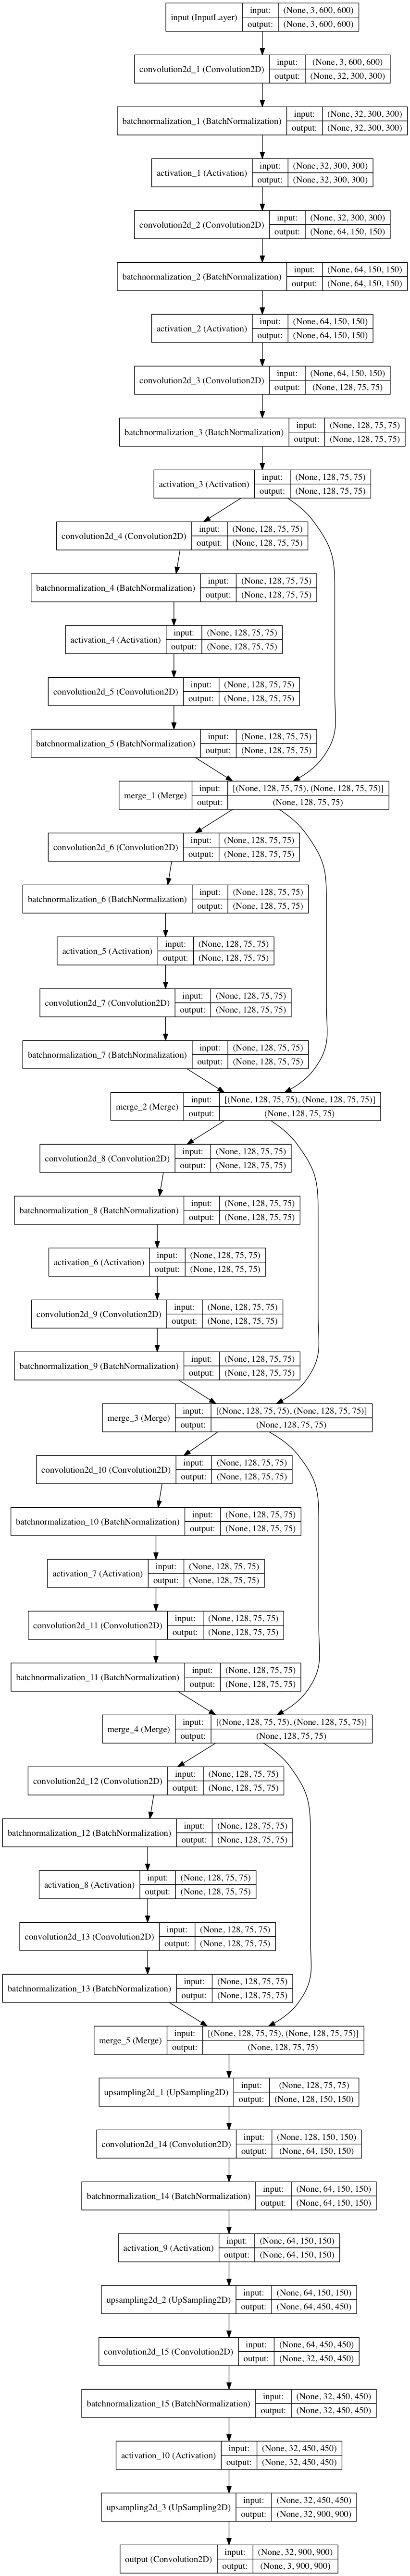 input (InputLayer) input: (None, 3, 600, 600)
output: (None, 3, 600, 600)
convolution2d_1 (Convolution2D) input: (None, 3, 600, 600)
output: (None, 32, 300, 300)
batchnormalization_1 (BatchNormalization) input: (None, 32, 300, 300)
output: (None, 32, 300, 300)
activation_1 (Activation) input: (None, 32, 300, 300)
output: (None, 32, 300, 300)
convolution2d_2 (Convolution2D) input: (None, 32, 300, 300)
output: (None, 64, 150, 150)
batchnormalization_2 (BatchNormalization) input: (None, 64, 150, 150)
output: (None, 64, 150, 150)
activation_2 (Activation) input: (None, 64, 150, 150)
output: (None, 64, 150, 150)
convolution2d_3 (Convolution2D) input: (None, 64, 150, 150)
output: (None, 128, 75, 75)
batchnormalization_3 (BatchNormalization) input: (None, 128, 75, 75)
output: (None, 128, 75, 75)
activation_3 (Activation) input: (None, 128, 75, 75)
output: (None, 128, 75, 75)
convolution2d_4 (Convolution2D) input: (None, 128, 75, 75)
output: (None, 128, 75, 75)
batchnormalization_4 (BatchNormalization) input: (None, 128, 75, 75)
output: (None, 128, 75, 75)
activation_4 (Activation) input: (None, 128, 75, 75)
output: (None, 128, 75, 75)
convolution2d_5 (Convolution2D) input: (None, 128, 75, 75)
output: (None, 128, 75, 75)
batchnormalization_5 (BatchNormalization) input: (None, 128, 75, 75)
output: (None, 128, 75, 75)
merge_1 (Merge) input: [(None, 128, 75, 75), (None, 128, 75, 75)]
output: (None, 128, 75, 75)
convolution2d_6 (Convolution2D) input: (None, 128, 75, 75)
output: (None, 128, 75, 75)
batchnormalization_6 (BatchNormalization) input: (None, 128, 75, 75)
output: (None, 128, 75, 75)
activation_5 (Activation) input: (None, 128, 75, 75)
output: (None, 128, 75, 75)
convolution2d_7 (Convolution2D) input: (None, 128, 75, 75)
output: (None, 128, 75, 75)
batchnormalization_7 (BatchNormalization) input: (None, 128, 75, 75)
output: (None, 128, 75, 75)
merge_2 (Merge) input: [(None, 128, 75, 75), (None, 128, 75, 75)]
output: (None, 128, 75, 75)
convolution2d_8 (Convolution2D) input: (None, 128, 75, 75)
output: (None, 128, 75, 75)
batchnormalization_8 (BatchNormalization) input: (None, 128, 75, 75)
output: (None, 128, 75, 75)
activation_6 (Activation) input: (None, 128, 75, 75)
output: (None, 128, 75, 75)
convolution2d_9 (Convolution2D) input: (None, 128, 75, 75)
output: (None, 128, 75, 75)
batchnormalization_9 (BatchNormalization) input: (None, 128, 75, 75)
output: (None, 128, 75, 75)
merge_3 (Merge) input: [(None, 128, 75, 75), (None, 128, 75, 75)]
output: (None, 128, 75, 75)
convolution2d_10 (Convolution2D) input: (None, 128, 75, 75)
output: (None, 128, 75, 75)
batchnormalization_10 (BatchNormalization) input: (None, 128, 75, 75)
output: (None, 128, 75, 75)
activation_7 (Activation) input: (None, 128, 75, 75)
output: (None, 128, 75, 75)
convolution2d_11 (Convolution2D) input: (None, 128, 75, 75)
output: (None, 128, 75, 75)
batchnormalization_11 (BatchNormalization) input: (None, 128, 75, 75)
output: (None, 128, 75, 75)
merge_4 (Merge) input: [(None, 128, 75, 75), (None, 128, 75, 75)]
output: (None, 128, 75, 75)
convolution2d_12 (Convolution2D) input: (None, 128, 75, 75)
output: (None, 128, 75, 75)
batchnormalization_12 (BatchNormalization) input: (None, 128, 75, 75)
output: (None, 128, 75, 75)
activation_8 (Activation) input: (None, 128, 75, 75)
output: (None, 128, 75, 75)
convolution2d_13 (Convolution2D) input: (None, 128, 75, 75)
output: (None, 128, 75, 75)
batchnormalization_13 (BatchNormalization) input: (None, 128, 75, 75)
output: (None, 128, 75, 75)
merge_5 (Merge) input: [(None, 128, 75, 75), (None, 128, 75, 75)]
output: (None, 128, 75, 75)
upsampling2d_1 (UpSampling2D) input: (None, 128, 75, 75)
output: (None, 128, 150, 150)
convolution2d_14 (Convolution2D) input: (None, 128, 150, 150)
output: (None, 64, 150, 150)
batchnormalization_14 (BatchNormalization) input: (None, 64, 150, 150)
output: (None, 64, 150, 150)
activation_9 (Activation) input: (None, 64, 150, 150)
output: (None, 64, 150, 150)
upsampling2d_2 (UpSampling2D) input: (None, 64, 150, 150)
output: (None, 64, 450, 450)
convolution2d_15 (Convolution2D) input: (None, 64, 450, 450)
output: (None, 32, 450, 450)
batchnormalization_15 (BatchNormalization) input: (None, 32, 450, 450)
output: (None, 32, 450, 450)
activation_10 (Activation) input: (None, 32, 450, 450)
output: (None, 32, 450, 450)
upsampling2d_3 (UpSampling2D) input: (None, 32, 450, 450)
output: (None, 32, 900, 900)
output (Convolution2D) input: (None, 32, 900, 900)
output: (None, 3, 900, 900)